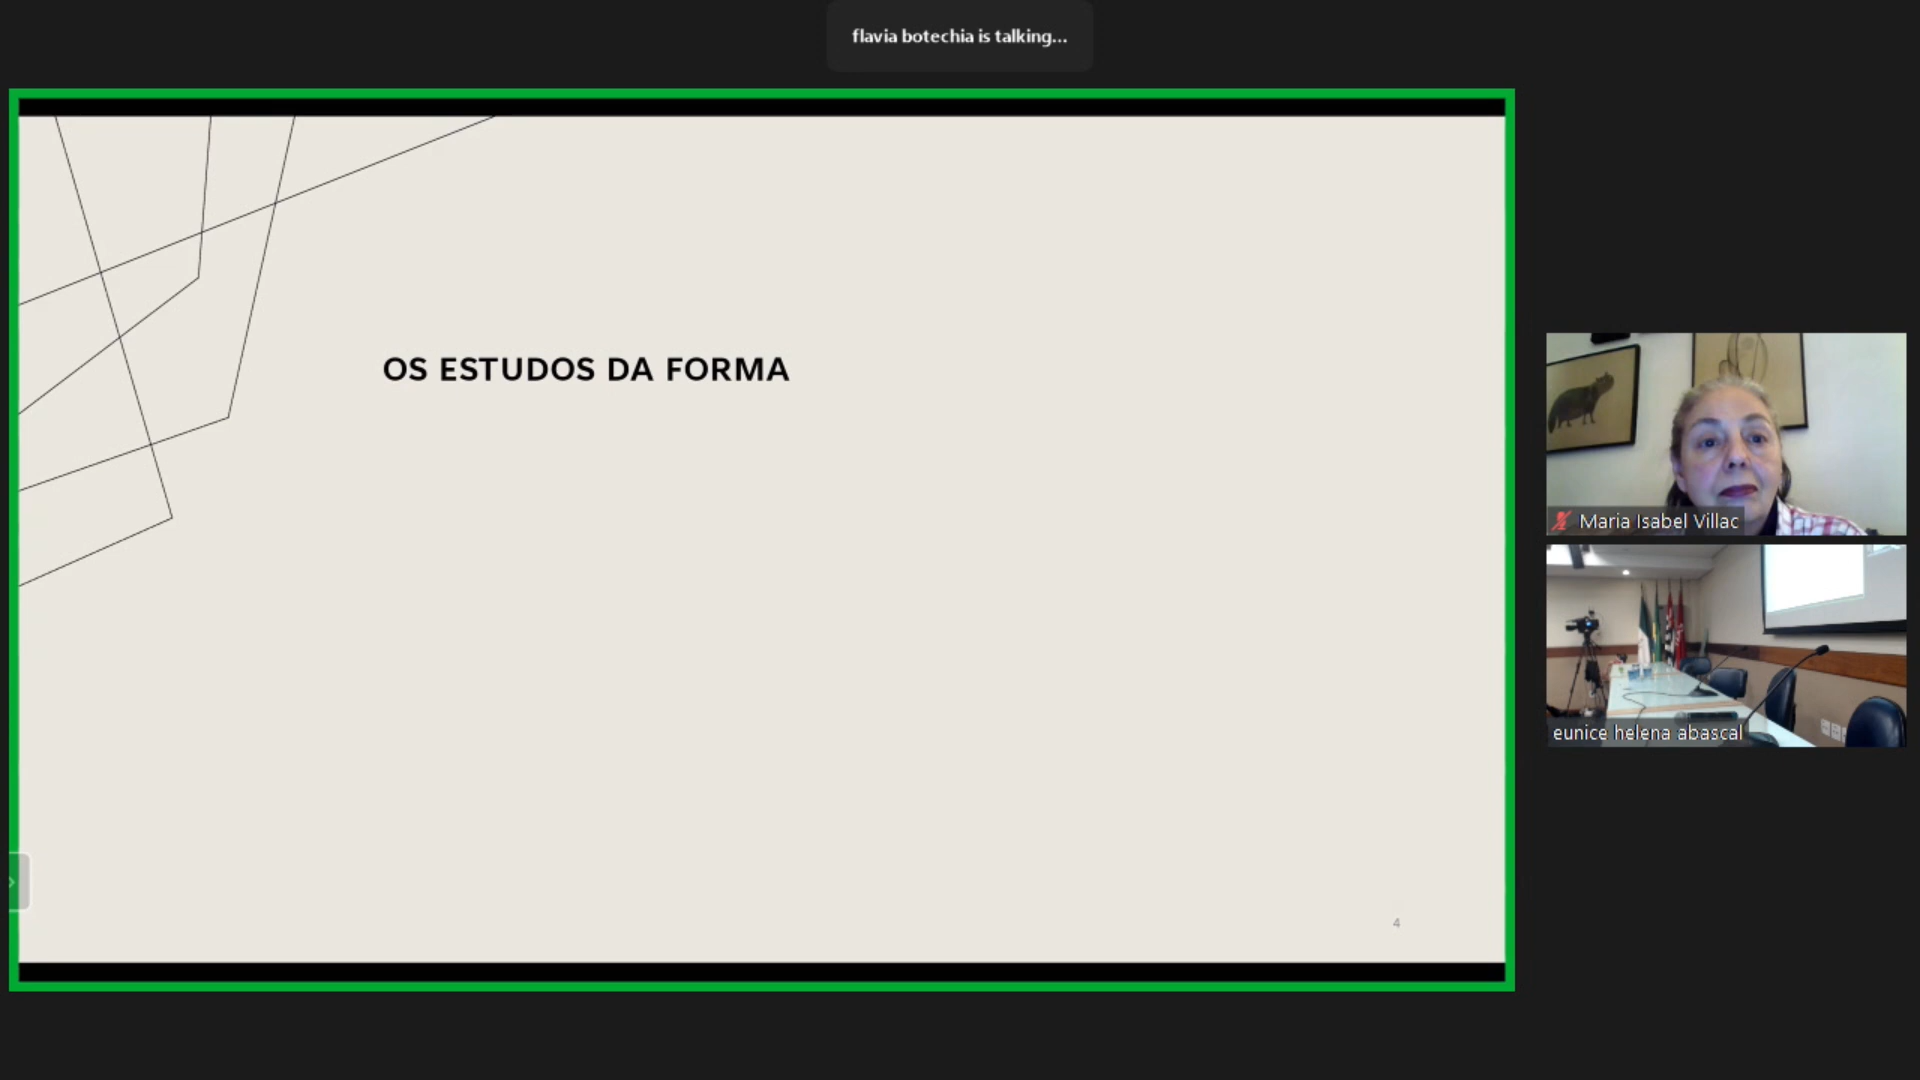 flavia botechia is talking...
OS ESTUDOS DA FORMA
4
Maria Isabel Villac
eunice helena abascal